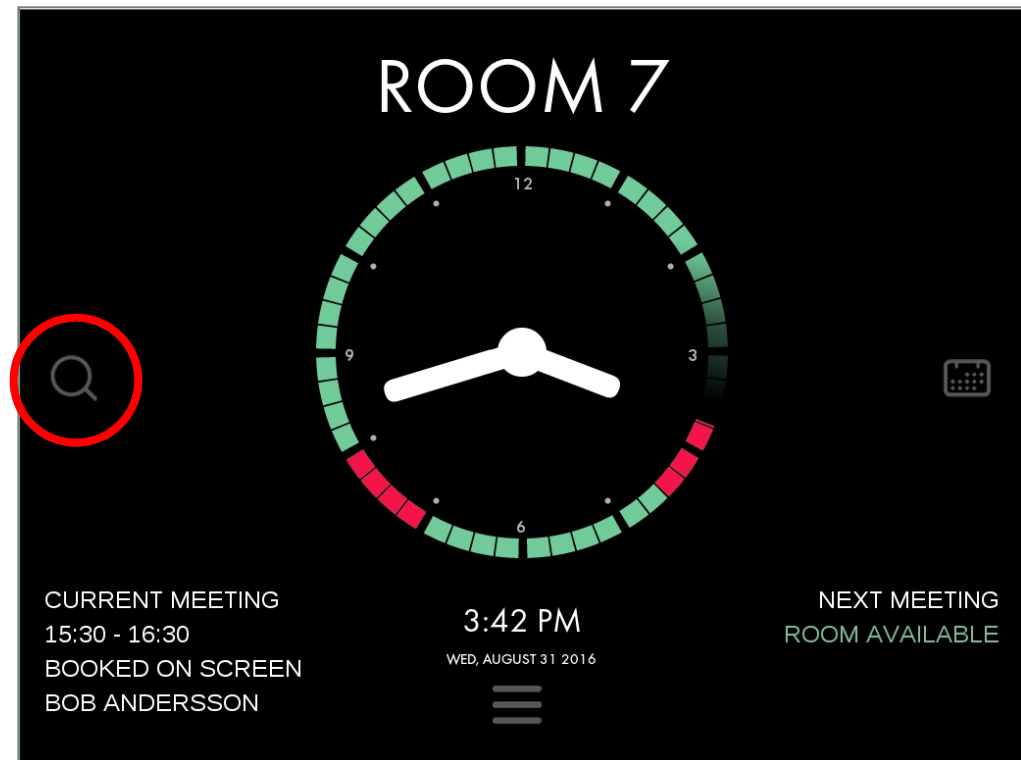 ROOM 7
12
9
3
6
CURRENT MEETING
15:30 - 16:30
BOOKED ON SCREEN
BOB ANDERSSON
3:42 PM
WED, AUGUST 31 2016
NEXT MEETING
ROOM AVAILABLE